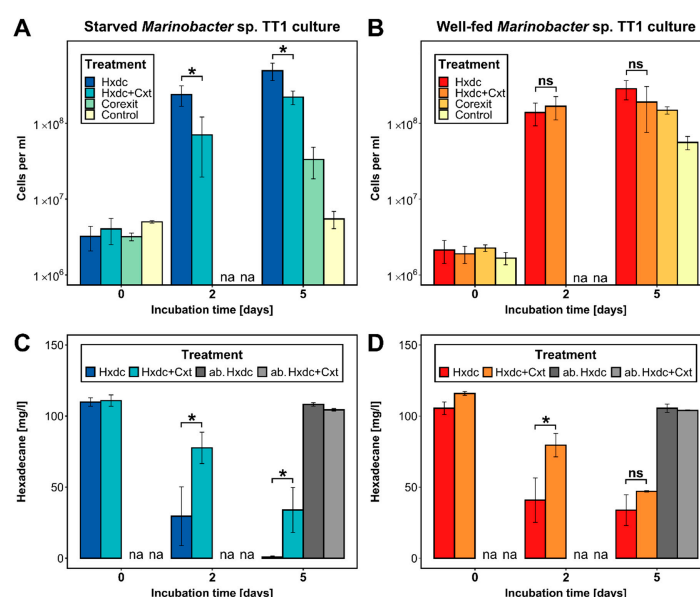 A Starved Marinobacter sp. TT1 culture
Treatment
Hxdc
Hxdc+Cxt
Corexit
Control
*
*
Cells per ml
1×10⁸
1×10⁷
1×10⁶
na na
0 2 5
Incubation time [days]
B Well-fed Marinobacter sp. TT1 culture
Treatment
Hxdc
Hxdc+Cxt
Corexit
Control
ns
ns
Cells per ml
1×10⁸
1×10⁷
1×10⁶
na na
0 2 5
Incubation time [days]
C
Treatment
Hxdc Hxdc+Cxt ab. Hxdc ab. Hxdc+Cxt
*
*
Hexadecane [mg/l]
150
100
50
0
na na na na
0 2 5
Incubation time [days]
D
Treatment
Hxdc Hxdc+Cxt ab. Hxdc ab. Hxdc+Cxt
*
ns
Hexadecane [mg/l]
150
100
50
0
na na na na
0 2 5
Incubation time [days]